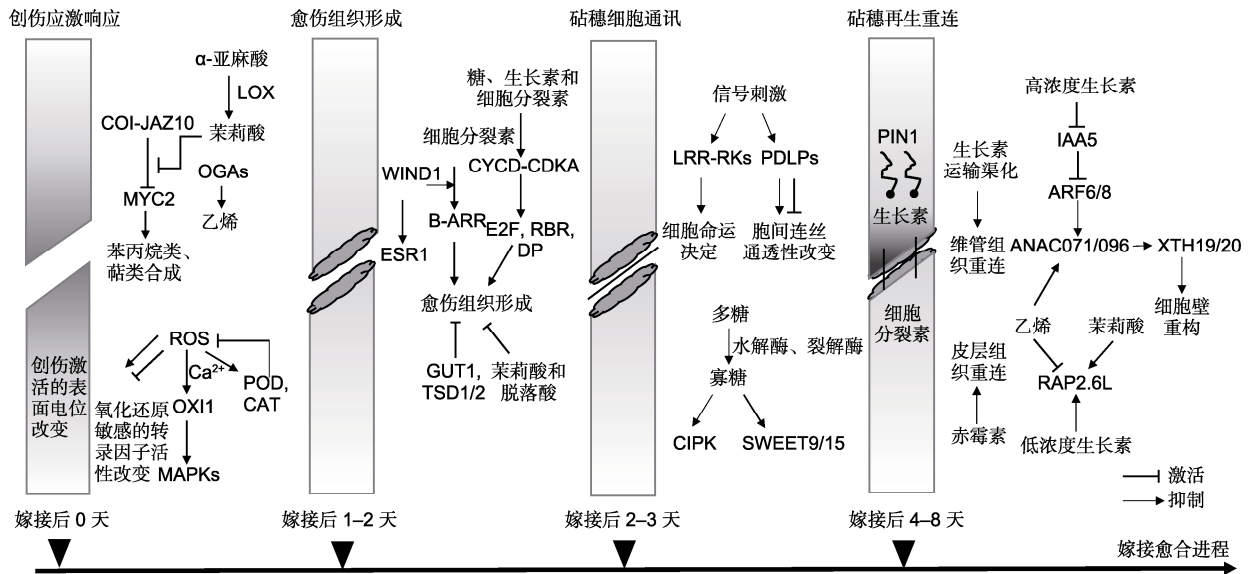 创伤应激响应
α-亚麻酸
LOX
COI-JAZ10
茉莉酸
OGAs
MYC2
乙烯
苯丙烷类、
萜类合成
ROS
Ca²⁺
POD,
CAT
OXI1
MAPKs
氧化还原
敏感的转
录因子活
性改变
创伤激
活的表
面电位
改变
嫁接后 0 天
愈伤组织形成
糖、生长素和
细胞分裂素
细胞分裂素
CYCD-CDKA
WIND1
B-ARR
E2F, RBR,
DP
ESR1
愈伤组织形成
GUT1,
TSD1/2
茉莉酸和
脱落酸
嫁接后 1–2 天
砧穗细胞通讯
信号刺激
LRR-RKs
PDLPs
细胞命运
决定
胞间连丝
通透性改变
多糖
水解酶、裂解酶
寡糖
CIPK
SWEET9/15
嫁接后 2–3 天
砧穗再生重连
PIN1
生长素
细胞
分裂素
生长素
运输渠化
维管组
织重连
皮层组
织重连
赤霉素
高浓度生长素
IAA5
ARF6/8
ANAC071/096
XTH19/20
细胞壁
重构
乙烯
茉莉酸
RAP2.6L
低浓度生长素
激活
抑制
嫁接后 4–8 天
嫁接愈合进程